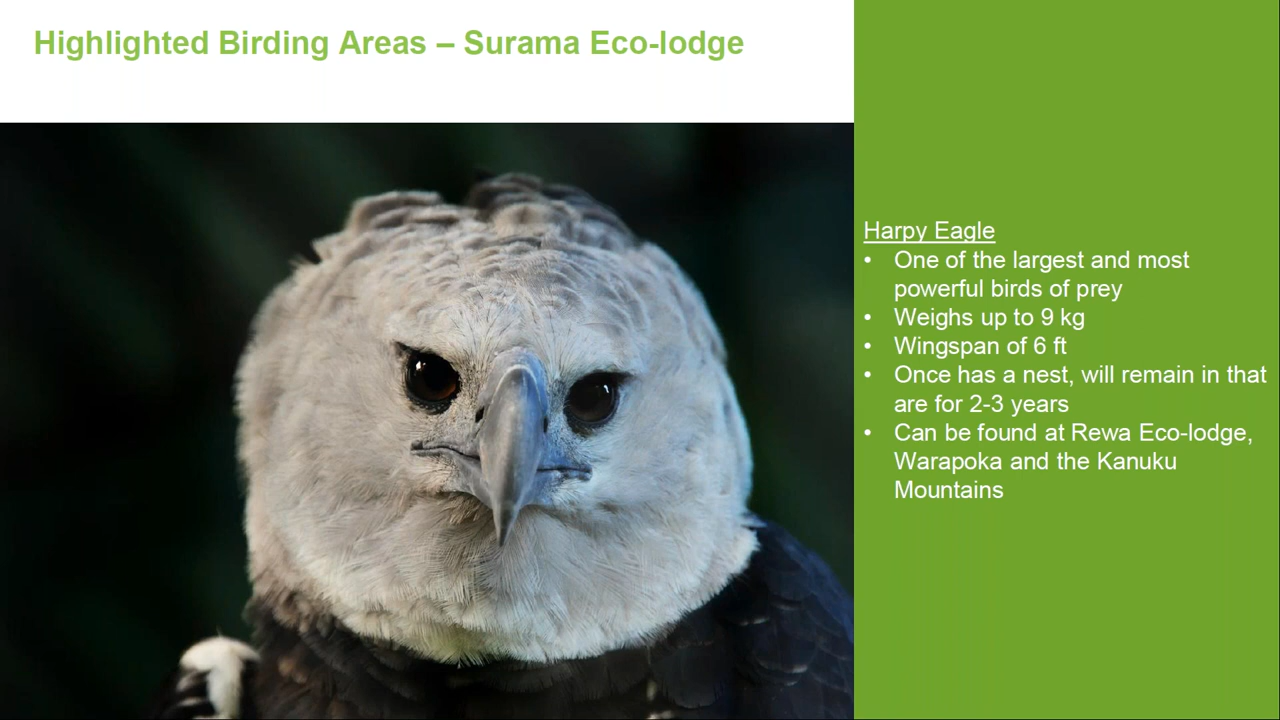 Highlighted Birding Areas – Surama Eco-lodge
Harpy Eagle
• One of the largest and most
powerful birds of prey
• Weighs up to 9 kg
• Wingspan of 6 ft
• Once has a nest, will remain in that
are for 2-3 years
• Can be found at Rewa Eco-lodge,
Warapoka and the Kanuku
Mountains